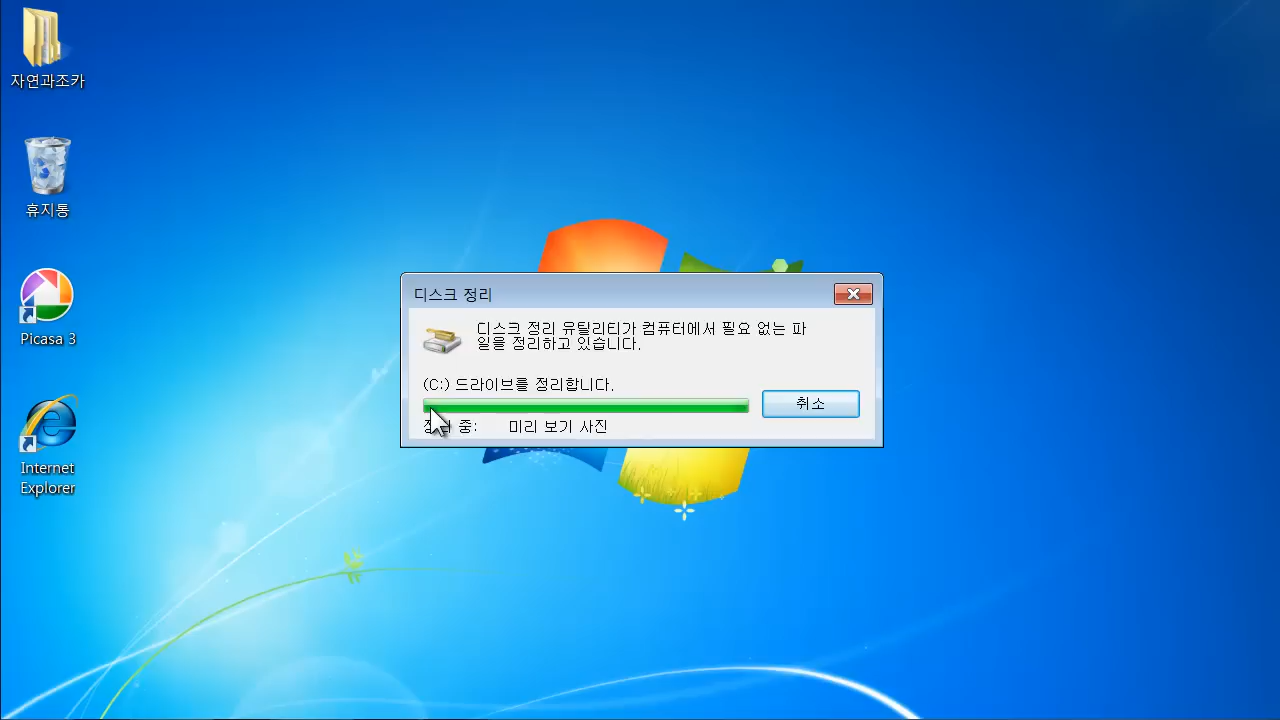 자연과조카
휴지통
Picasa 3
Internet
Explorer
디스크 정리
디스크 정리 유틸리티가 컴퓨터에서 필요 없는 파
일을 정리하고 있습니다.
(C:) 드라이브를 정리합니다.
취소
중: 미리 보기 사진